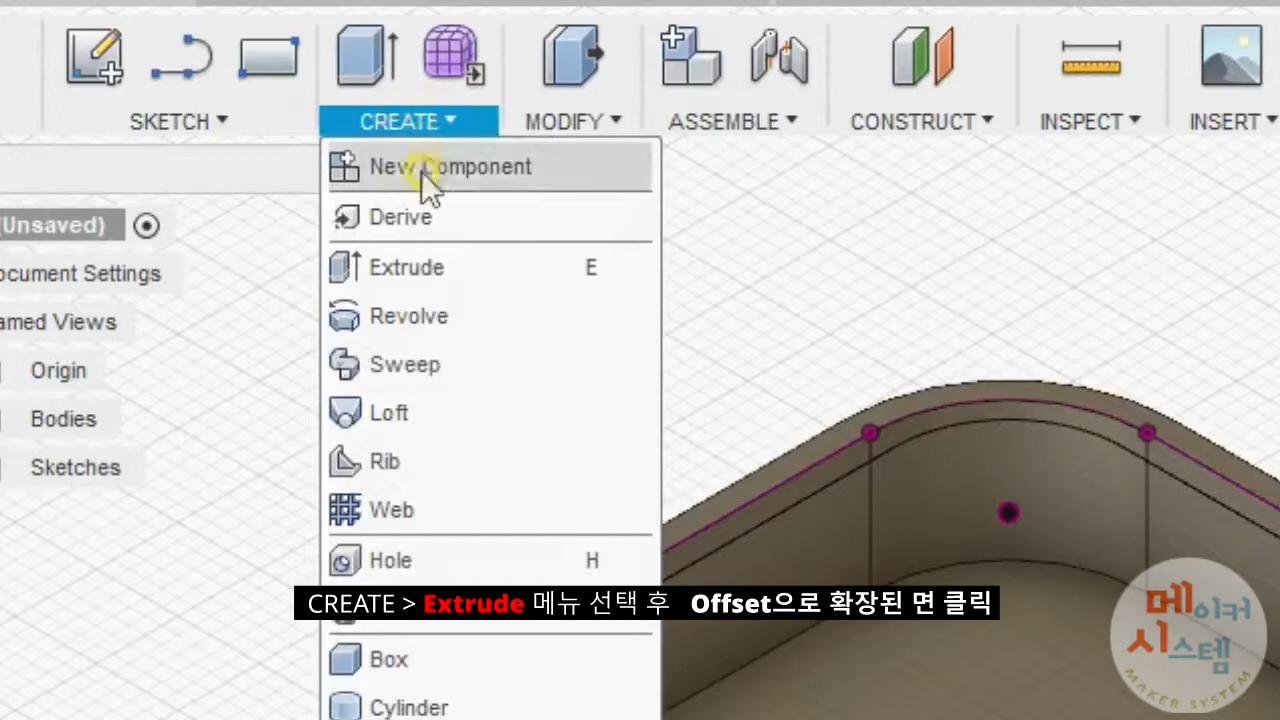 SKETCH
CREATE
MODIFY
ASSEMBLE
CONSTRUCT
INSPECT
INSERT
New Component
Derive
(Unsaved)
Extrude E
ocument Settings
Revolve
amed Views
Sweep
Origin
Loft
Bodies
Rib
Sketches
Web
Hole H
CREATE > Extrude 메뉴 선택 후 Offset으로 확장된 면 클릭
Box
Cylinder
메이커
시스템
MAKER SYSTEM